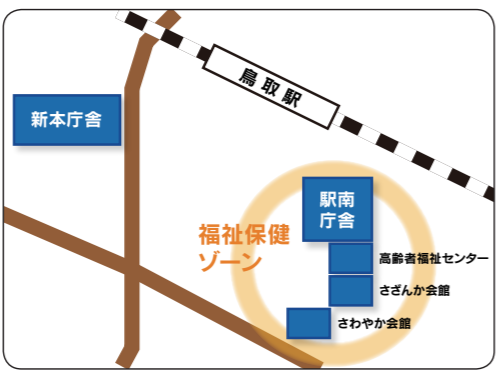 鳥取駅
新本庁舎
駅南
庁舎
福祉保健
ゾーン
高齢者福祉センター
さざんか会館
さわやか会館